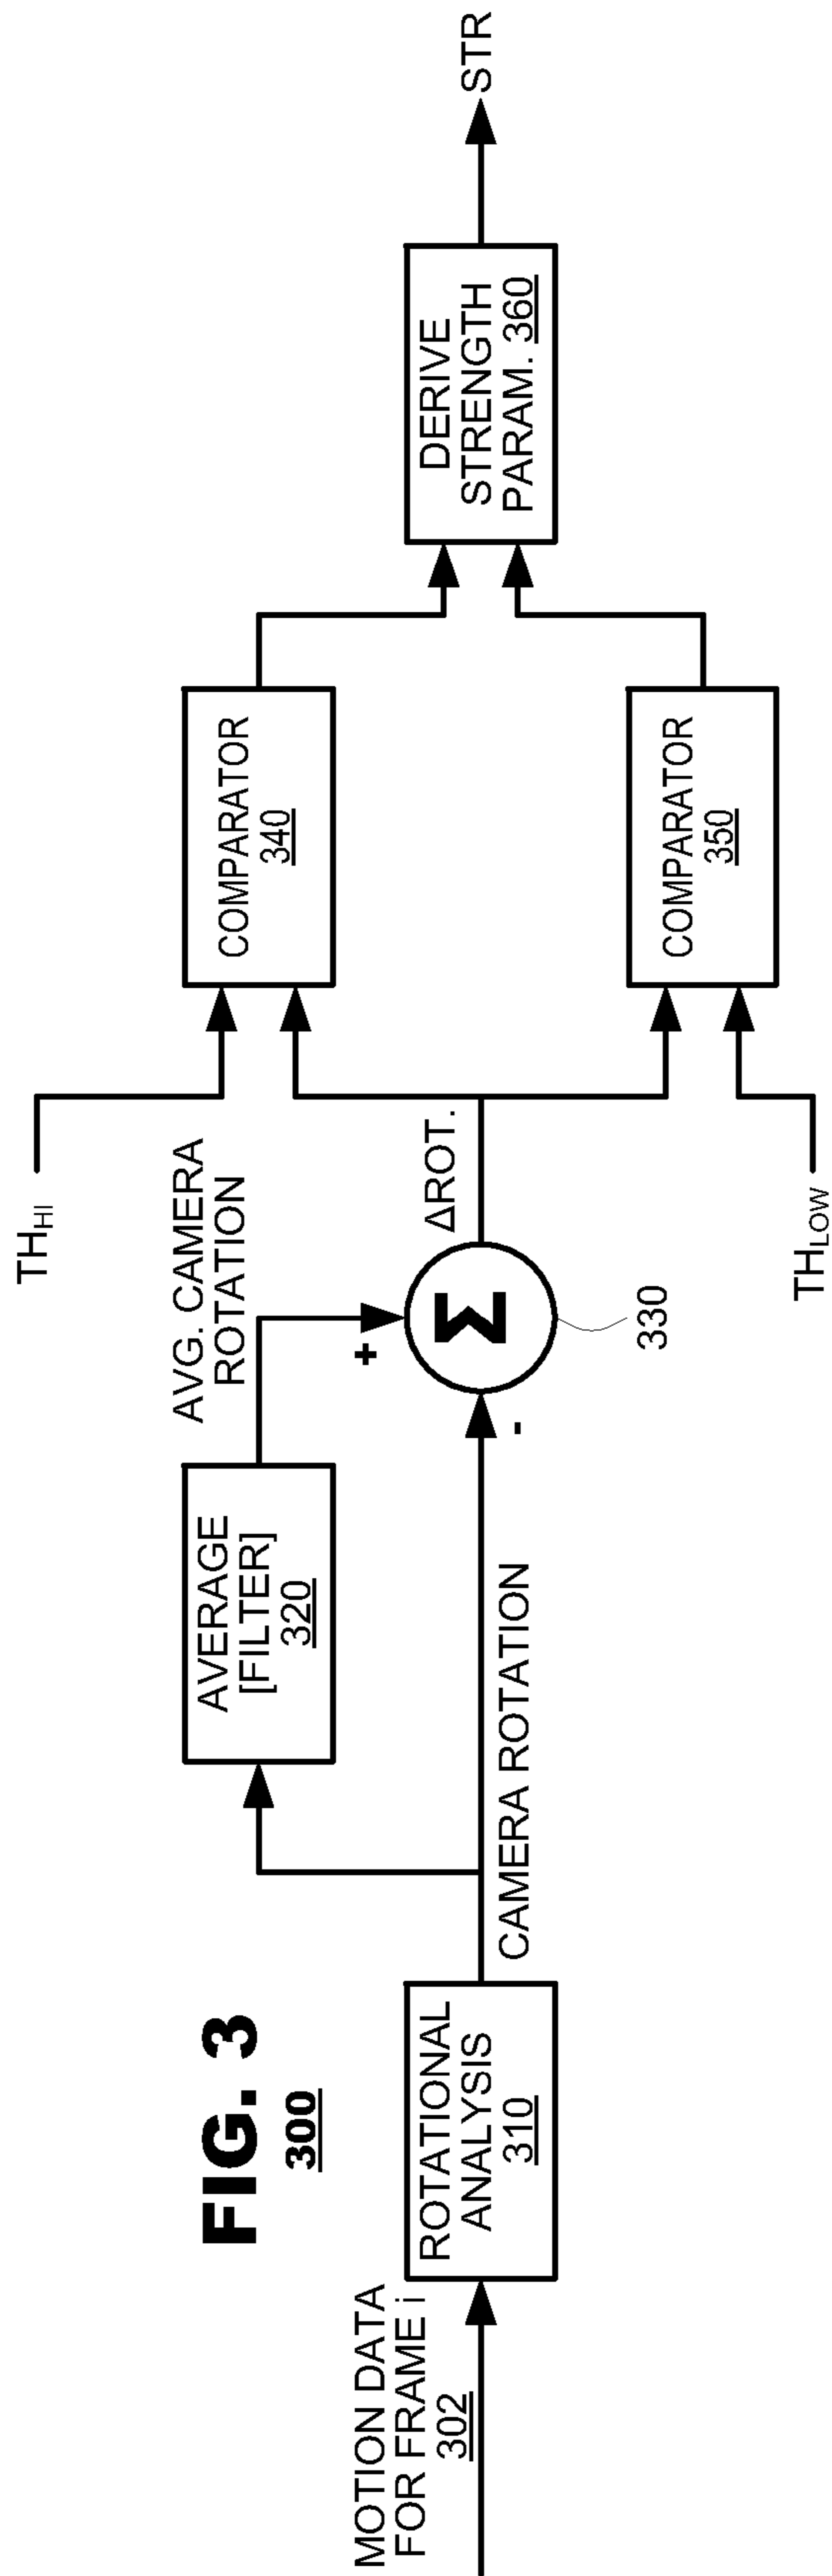 FIG. 3
300
MOTION DATA
FOR FRAME i
302
ROTATIONAL
ANALYSIS
310
CAMERA ROTATION
AVERAGE
[FILTER]
320
AVG. CAMERA
ROTATION
+
-
Σ
330
ΔROT.
TH_HI
TH_LOW
COMPARATOR
340
COMPARATOR
350
DERIVE
STRENGTH
PARAM. 360
STR